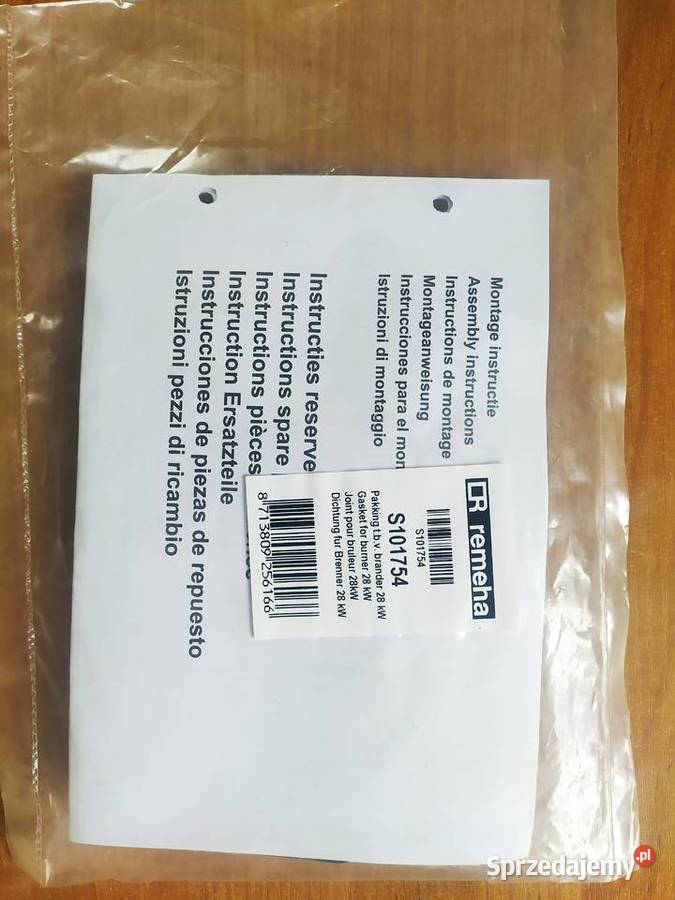 Montage instructie
Assembly instructions
Instructions de montage
Montageanweisung
Instrucciones para el mon
Istruzioni di montaggio
Instructies reserve
Instructions spare
Instructions pièces
Instruction Ersatzteile
Instrucciones de piezas de repuesto
Istruzioni pezzi di ricambio
R remeha
S101754
S101754
Pakking t.b.v. brander 28 kW
Gasket for burner 28 kW
Joint pour bruleur 28kW
Dichtung fur Brenner 28 kW
8 713809 256166
Sprzedajemy.pl